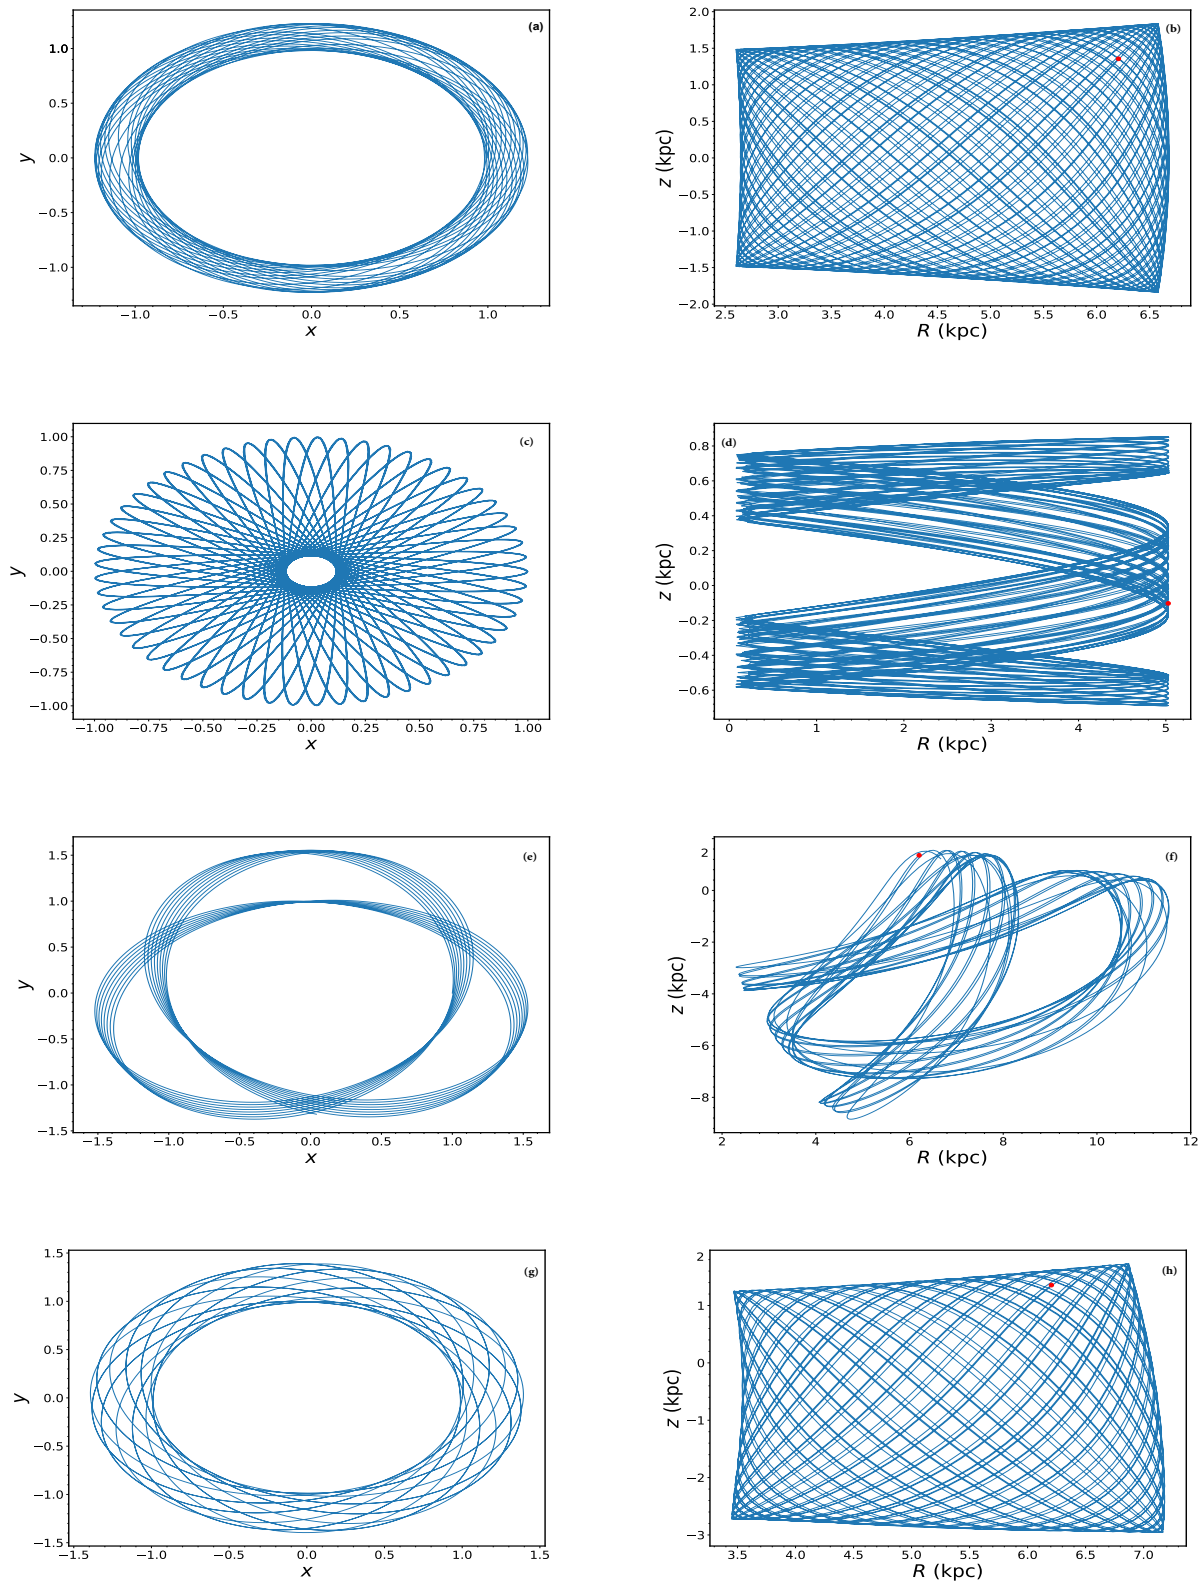 (a)
1.0
0.5
0.0
−0.5
−1.0
y
−1.0 −0.5 0.0 0.5 1.0
x
(b)
2.0
1.5
1.0
0.5
0.0
−0.5
−1.0
−1.5
−2.0
z (kpc)
2.5 3.0 3.5 4.0 4.5 5.0 5.5 6.0 6.5
R (kpc)
(c)
1.00
0.75
0.50
0.25
0.00
−0.25
−0.50
−0.75
−1.00
y
−1.00 −0.75 −0.50 −0.25 0.00 0.25 0.50 0.75 1.00
x
(d)
0.8
0.6
0.4
0.2
0.0
−0.2
−0.4
−0.6
z (kpc)
0 1 2 3 4 5
R (kpc)
(e)
1.5
1.0
0.5
0.0
−0.5
−1.0
−1.5
y
−1.5 −1.0 −0.5 0.0 0.5 1.0 1.5
x
(f)
2
0
−2
−4
−6
−8
z (kpc)
2 4 6 8 10 12
R (kpc)
(g)
1.5
1.0
0.5
0.0
−0.5
−1.0
−1.5
y
−1.5 −1.0 −0.5 0.0 0.5 1.0 1.5
x
(h)
2
1
0
−1
−2
−3
z (kpc)
3.5 4.0 4.5 5.0 5.5 6.0 6.5 7.0
R (kpc)